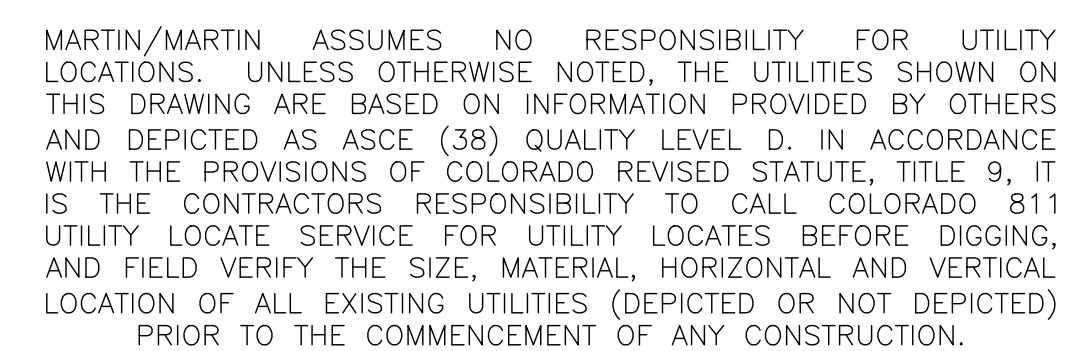 MARTIN/MARTIN ASSUMES NO RESPONSIBILITY FOR UTILITY
LOCATIONS. UNLESS OTHERWISE NOTED, THE UTILITIES SHOWN ON
THIS DRAWING ARE BASED ON INFORMATION PROVIDED BY OTHERS
AND DEPICTED AS ASCE (38) QUALITY LEVEL D. IN ACCORDANCE
WITH THE PROVISIONS OF COLORADO REVISED STATUTE, TITLE 9, IT
IS THE CONTRACTORS RESPONSIBILITY TO CALL COLORADO 811
UTILITY LOCATE SERVICE FOR UTILITY LOCATES BEFORE DIGGING,
AND FIELD VERIFY THE SIZE, MATERIAL, HORIZONTAL AND VERTICAL
LOCATION OF ALL EXISTING UTILITIES (DEPICTED OR NOT DEPICTED)
PRIOR TO THE COMMENCEMENT OF ANY CONSTRUCTION.